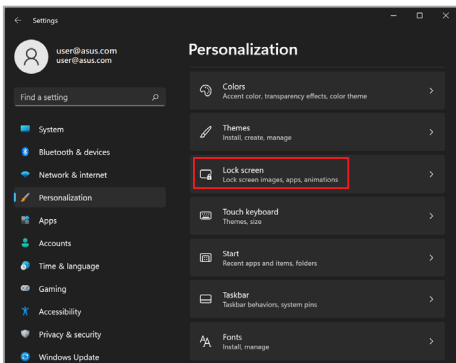 Settings
user@asus.com
user@asus.com
Find a setting
System
Bluetooth & devices
Network & internet
Personalization
Apps
Accounts
Time & language
Gaming
Accessibility
Privacy & security
Windows Update
Personalization
Colors
Accent color, transparency effects, color theme
Themes
Install, create, manage
Lock screen
Lock screen images, apps, animations
Touch keyboard
Themes, size
Start
Recent apps and items, folders
Taskbar
Taskbar behaviors, system pins
Fonts
Install, manage